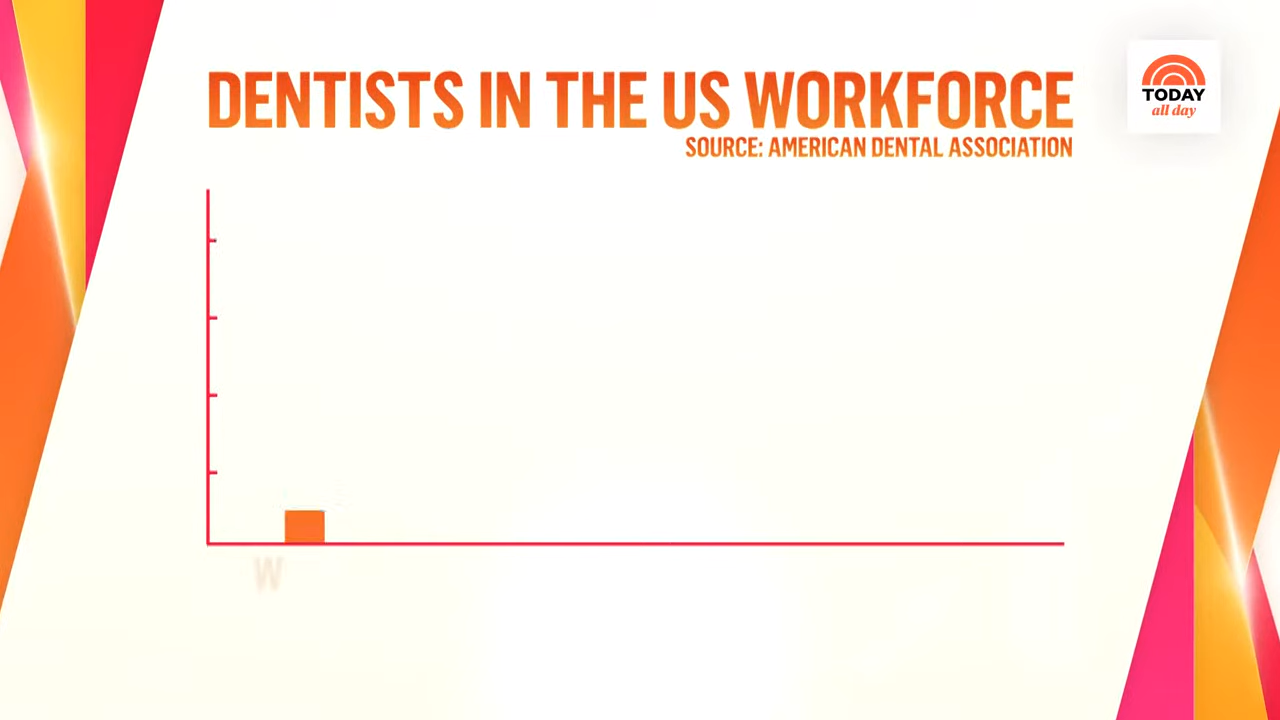 DENTISTS IN THE US WORKFORCE
SOURCE: AMERICAN DENTAL ASSOCIATION
TODAY
all day
W